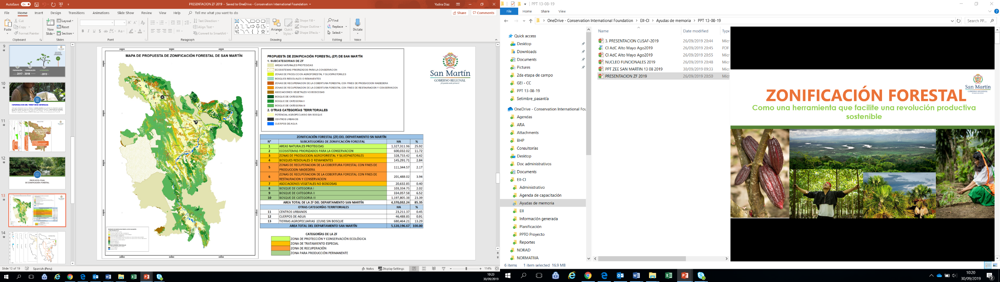 AutoSave On
PRESENTACION ZF 2019 - Saved to OneDrive - Conservation International Foundation
Yadira Diaz
File Home Insert Design Transitions Animations Slide Show Review View Help Tell me what you want to do
Share Comments
Cut
Copy
Format Painter
Paste
Clipboard
New Slide
Layout
Reset
Section
Slides
Font
Text Direction
Align Text
Convert to SmartArt
Paragraph
Arrange
Quick Styles
Shape Fill
Shape Outline
Shape Effects
Drawing
Find
Replace
Select
Editing
Dictate
Voice
9
2017 - 2018
2019
10
INFORMACION DEL TERRITORIO GENERADA
11
12
PROPUESTA FINAL
DE ZONIFICACIÓN FORESTAL
13
14
MAPA DE PROPUESTA DE ZONIFICACIÓN FORESTAL DE SAN MARTÍN
PROPUESTA DE ZONIFICACIÓN FORESTAL (ZF) DE SAN MARTÍN
1. SUBCATEGORIAS DE ZF
AREAS NATURALES PROTEGIDAS
ECOSISTEMAS PRIORIZADOS PARA LA CONSERVACION
ZONAS DE PRODUCCION AGROFORESTAL Y SILVOPASTORILES
BOSQUES RESIDUALES O REMANENTES
ZONAS DE RECUPERACION DE LA COBERTURA FORESTAL CON FINES DE PRODUCCION MADEDERA
ZONAS DE RECUPERACION DE LA COBERTURA FORESTAL CON FINES DE RESTAURACION Y CONSERVACION
ASOCIACIONES VEGETALES NO BOSCOSAS
BOSQUE DE CATEGORIA I
BOSQUE DE CATEGORIA II
BOSQUE DE CATEGORIA III
2. OTRAS CATEGORÍAS TERRITORIALES
POTENCIAL AGROPECUARIO SIN BOSQUE
CENTROS URBANOS
CUERPOS DE AGUA
San Martín
GOBIERNO REGIONAL
ZONIFICACIÓN FORESTAL (ZF) DEL DEPARTAMENTO SN MARTÍN
N° SUBCATEGORÍAS DE ZONIFICACIÓN FORESTAL HA %
1 AREAS NATURALES PROTEGIDAS 1,327,311.96 25.92
2 ECOSISTEMAS PRIORIZADOS PARA LA CONSERVACION 600,032.02 11.72
3 ZONAS DE PRODUCCION AGROFORESTAL Y SILVOPASTORILES 328,733.42 6.42
4 BOSQUES RESIDUALES O REMANENTES 145,291.71 2.84
5 ZONAS DE RECUPERACION DE LA COBERTURA FORESTAL CON FINES DE PRODUCCION MADEDERA 111,344.57 2.17
6 ZONAS DE RECUPERACION DE LA COBERTURA FORESTAL CON FINES DE RESTAURACION Y CONSERVACION 201,488.02 3.94
7 ASOCIACIONES VEGETALES NO BOSCOSAS 20,632.85 0.40
8 BOSQUE DE CATEGORIA I 103,334.75 2.02
9 BOSQUE DE CATEGORIA II 334,057.58 6.52
10 BOSQUE DE CATEGORIA III 1,197,805.38 23.39
AREA TOTAL DE LA ZF DEL DEPARTAMENTO SAN MARTÍN 4,370,032.24 85.35
OTRAS CATEGORÍAS TERRITORIALES HA %
11 CENTROS URBANOS 23,211.37 0.45
12 CUERPOS DE AGUA 46,488.85 0.91
13 TIERRAS AGROPECUARIAS (CUM) SIN BOSQUE 680,464.21 13.29
AREA TOTAL DEL DEPARTAMENTO SAN MARTÍN 5,120,196.67 100.00
CATEGORÍAS DE LA ZF
ZONA DE PROTECCIÓN Y CONSERVACIÓN ECOLÓGICA
ZONA DE TRATAMIENTO ESPECIAL
ZONA DE RECUPERACIÓN
ZONA PARA PRODUCCIÓN PERMANENTE
Slide 13 of 19 Spanish (Peru)
Notes Display Settings 114%
10:20
30/09/2019
PPT 13-08-19
File Home Share View
OneDrive - Conservation International Foundation > EII-CI > Ayudas de memoria > PPT 13-08-19
Search PP...
Quick access
Desktop
Downloads
Documents
Pictures
2da etapa de campo
GEI - CC
PPT 13-08-19
Setimbre_pasantía
OneDrive - Conservation International Fou
Agendas
ARA
Attachments
BHP
Consultorías
Desktop
Doc administrativos
Documents
EII-CI
Administrativo
Agenda de capacitación
Ayudas de memoria
EII
Información generada
Planificación
PPTO Proyecto
Reportes
NORAD
NORMATIVA
Name Date modified Type
3. PRESENTACION CUSAF-2019 26/09/2019 20:44 Micr
CI AdC Alto Mayo Ago2019 26/09/2019 20:45 PDF
CI AdC Alto Mayo Ago2019 26/09/2019 20:55 Micr
NUCLEO FUNCIONALES 2019 26/09/2019 20:48 Micr
PPT ZEE SAN MARTIN 13 08 2019 30/09/2019 09:33 Micr
PRESENTACION ZF 2019 26/09/2019 20:50 Micr
San Martín
GOBIERNO REGIONAL
ZONIFICACIÓN FORESTAL
Como una herramienta que facilite una revolución productiva
sostenible
6 items 1 item selected 16.9 MB
10:20
30/09/2019